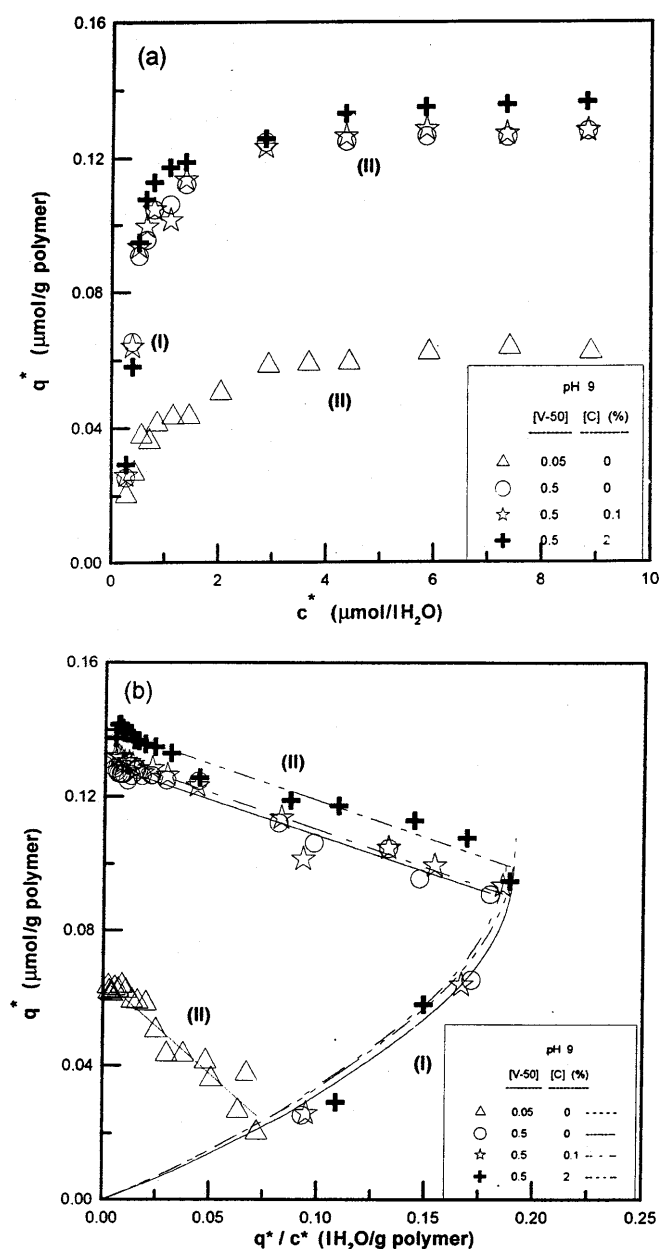 (a)
0.16
0.12
0.08
0.04
0.00
q* (μmol/g polymer)
(II)
(I)
(II)
pH 9
[V-50] [C] (%)
0.05 0
0.5 0
0.5 0.1
0.5 2
0 2 4 6 8 10
c* (μmol/lH₂O)
(b)
0.16
0.12
0.08
0.04
0.00
q* (μmol/g polymer)
(II)
(II)
(I)
pH 9
[V-50] [C] (%)
0.05 0
0.5 0
0.5 0.1
0.5 2
0.00 0.05 0.10 0.15 0.20 0.25
q* / c* (lH₂O/g polymer)